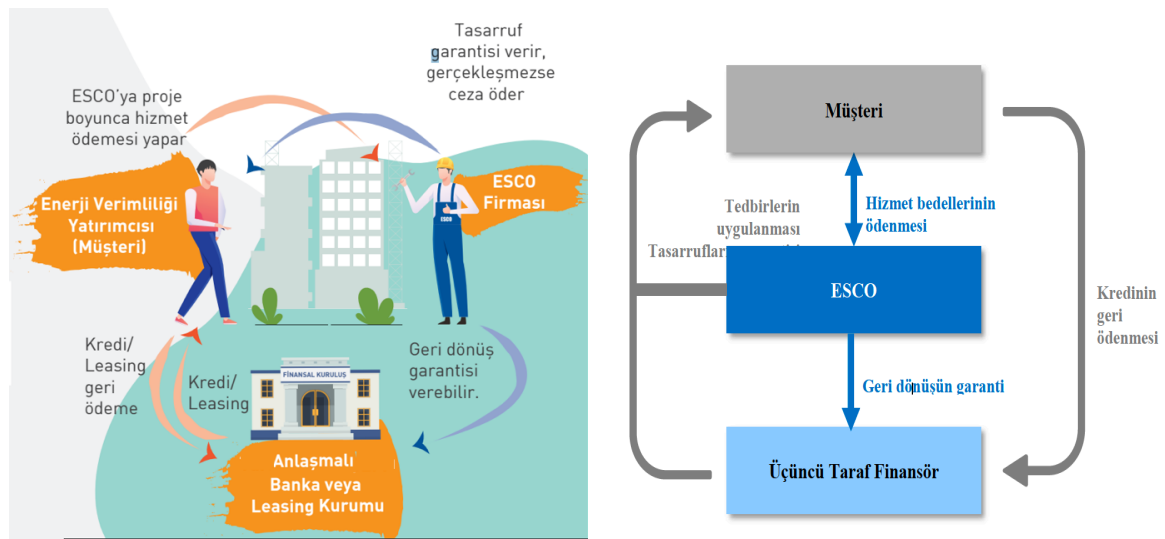 Tasarruf
garantisi verir,
gerçekleşmezse
ceza öder
ESCO'ya proje
boyunca hizmet
ödemesi yapar
Enerji Verimliliği
Yatırımcısı
(Müşteri)
ESCO
Firması
ESCO
Kredi/
Leasing
geri
ödeme
Kredi/
Leasing
FİNANSAL KURULUŞ
Geri dönüş
garantisi
verebilir.
Anlaşmalı
Banka veya
Leasing Kurumu
Müşteri
Tedbirlerin
uygulanması
Tasarruflar
Hizmet bedellerinin
ödenmesi
ESCO
Kredinin
geri
ödenmesi
Geri dönüşün garanti
Üçüncü Taraf Finansör